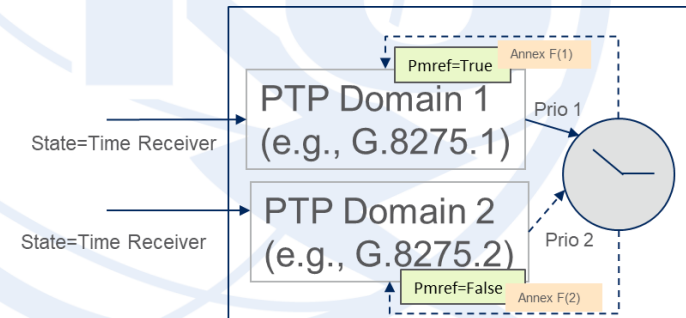 Annex F(1)
Pmref=True
PTP Domain 1
(e.g., G.8275.1)
Prio 1
State=Time Receiver
PTP Domain 2
(e.g., G.8275.2)
State=Time Receiver
Prio 2
Pmref=False
Annex F(2)